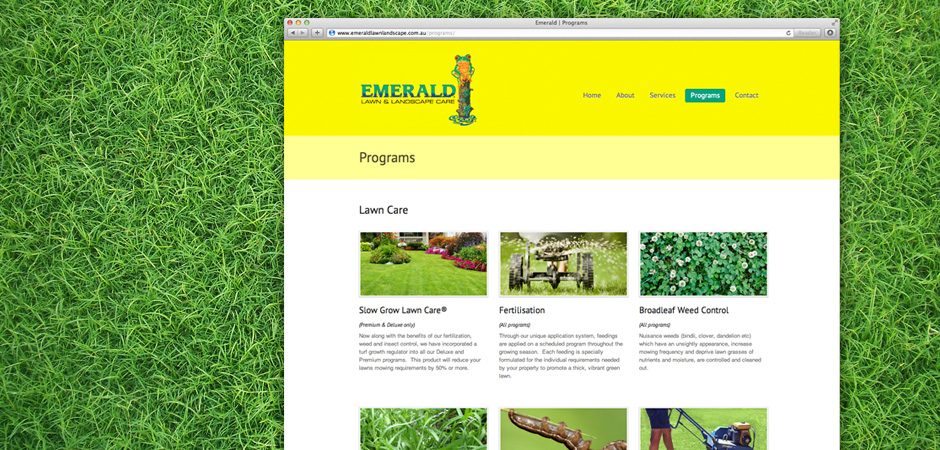 Emerald | Programs
www.emeraldlawnlandscape.com.au/programs/
Reader
EMERALD
LAWN & LANDSCAPE CARE
Home About Services Programs Contact
Programs
Lawn Care
Slow Grow Lawn Care®
(Premium & Deluxe only)
Now along with the benefits of our fertilization,
weed and insect control, we have incorporated a
turf growth regulator into all our Deluxe and
Premium programs. This product will reduce your
lawns mowing requirements by 50% or more.
Fertilisation
(All programs)
Through our unique application system, feedings
are applied on a scheduled program throughout the
growing season. Each feeding is specially
formulated for the individual requirements needed
by your property to promote a thick, vibrant green
lawn.
Broadleaf Weed Control
(All programs)
Nuisance weeds (bindi, clover, dandelion etc)
which have an unsightly appearance, increase
mowing frequency and deprive lawn grasses of
nutrients and moisture, are controlled and cleaned
out.